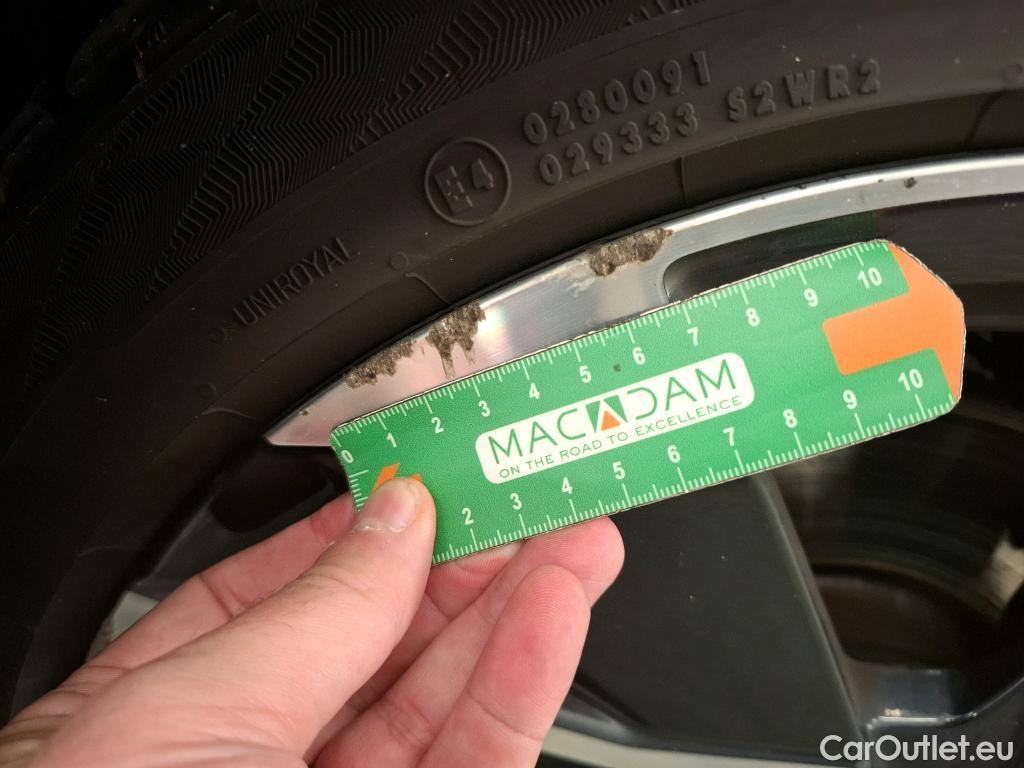 0280091
E4 029333 S2WR2
UNIROYAL
0 1 2 3 4 5 6 7 8 9 10
MACADAM
ON THE ROAD TO EXCELLENCE
2 3 4 5 6 7 8 9 10
CarOutlet.eu